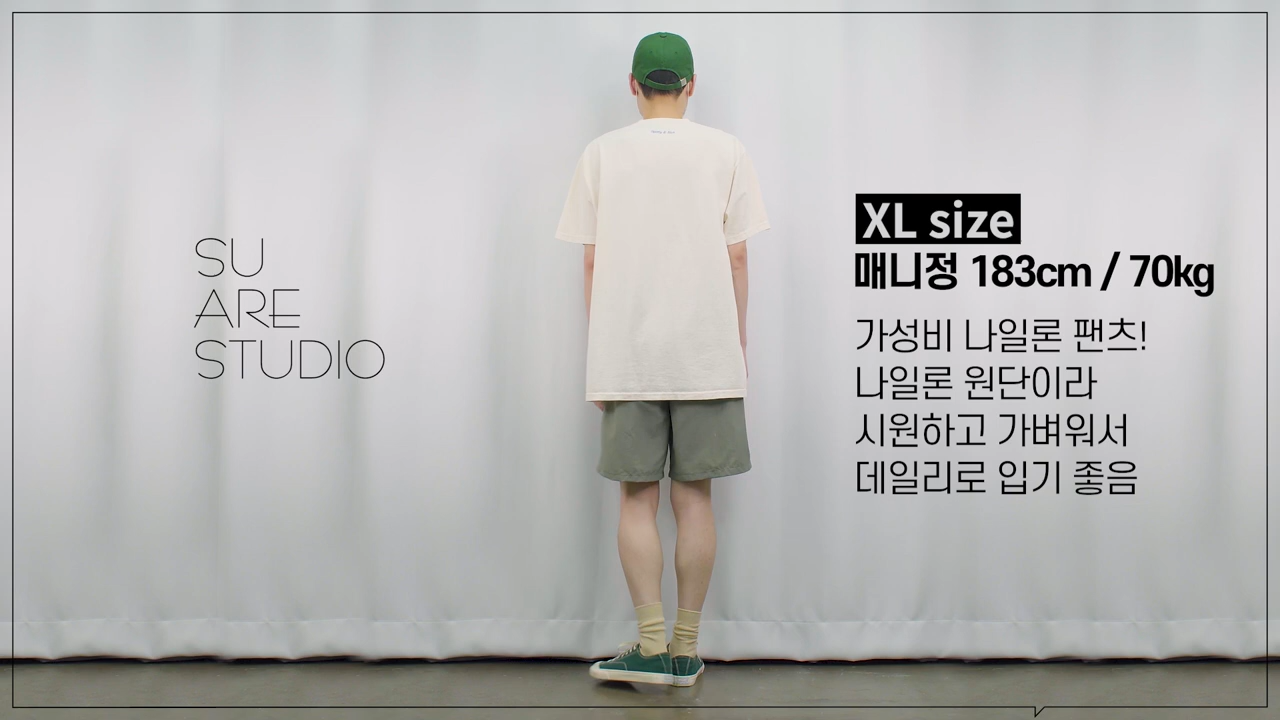 SU
ARE
STUDIO
XL size
매니정 183cm / 70kg
가성비 나일론 팬츠!
나일론 원단이라
시원하고 가벼워서
데일리로 입기 좋음